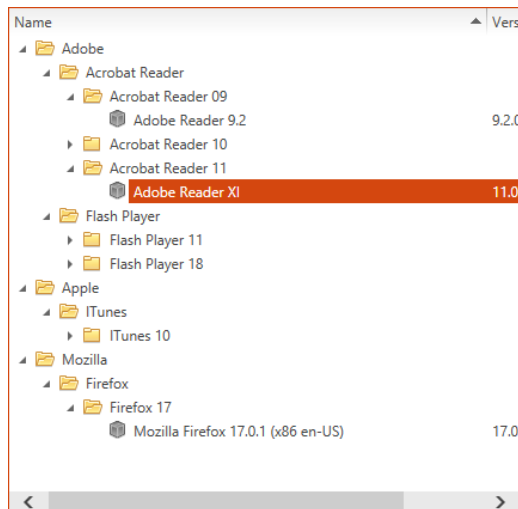 Name Vers
Adobe
Acrobat Reader
Acrobat Reader 09
Adobe Reader 9.2 9.2.0
Acrobat Reader 10
Acrobat Reader 11
Adobe Reader XI 11.0
Flash Player
Flash Player 11
Flash Player 18
Apple
ITunes
ITunes 10
Mozilla
Firefox
Firefox 17
Mozilla Firefox 17.0.1 (x86 en-US) 17.0